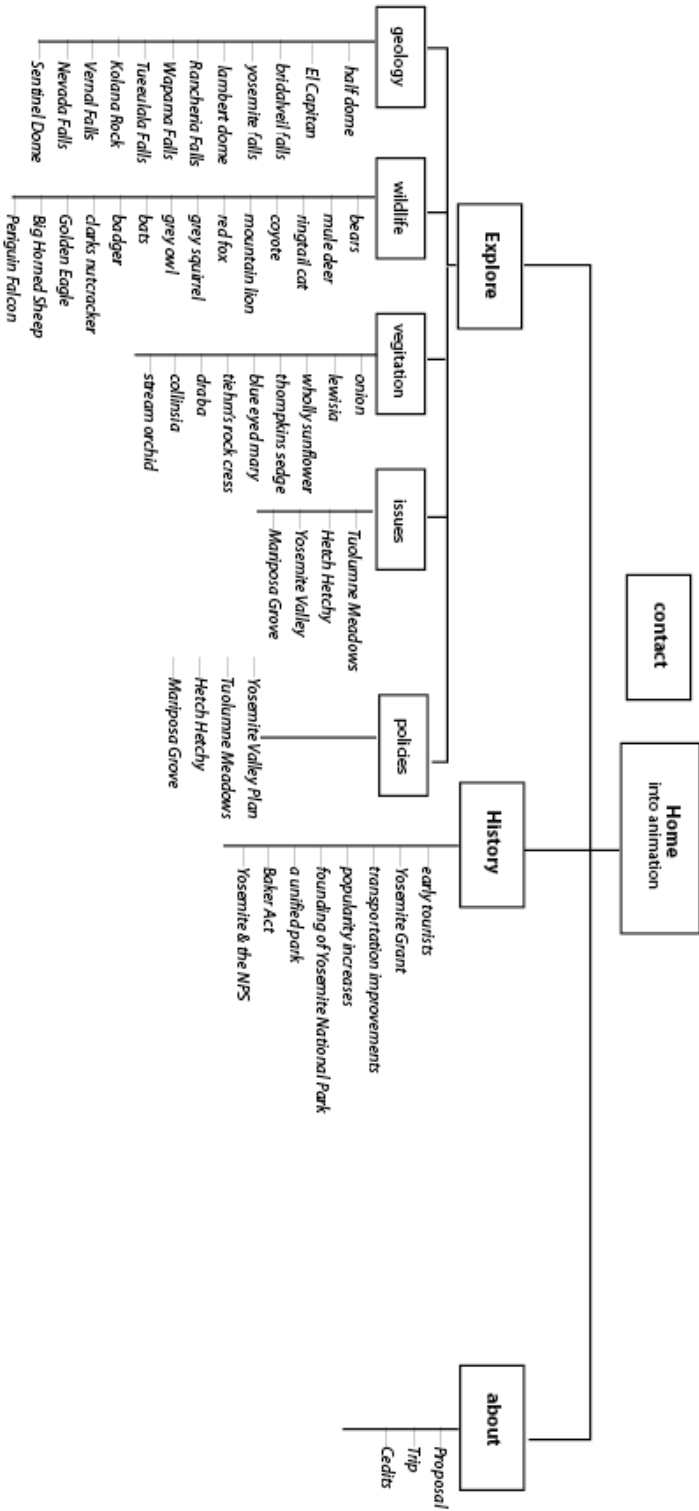 contact
Home
into animation
Explore
geology
half dome
El Capitan
bridalveil falls
yosemite falls
lambert dome
Rancheria Falls
Wapama Falls
Tueeulala Falls
Kolana Rock
Vernal Falls
Nevada Falls
Sentinel Dome
wildlife
bears
mule deer
ringtail cat
coyote
mountain lion
red fox
grey squirrel
grey owl
bats
badger
clarks nutcracker
Golden Eagle
Big Horned Sheep
Periguin Falcon
vegitation
onion
lewisia
wholly sunflower
thompkins sedge
blue eyed mary
tiehm's rock cress
draba
collinsia
stream orchid
issues
Tuolumne Meadows
Hetch Hetchy
Yosemite Valley
Mariposa Grove
policies
Yosemite Valley Plan
Tuolumne Meadows
Hetch Hetchy
Mariposa Grove
History
early tourists
Yosemite Grant
transportation improvements
popularity increases
founding of Yosemite National Park
a unified park
Baker Act
Yosemite & the NPS
about
Proposal
Trip
Cedits